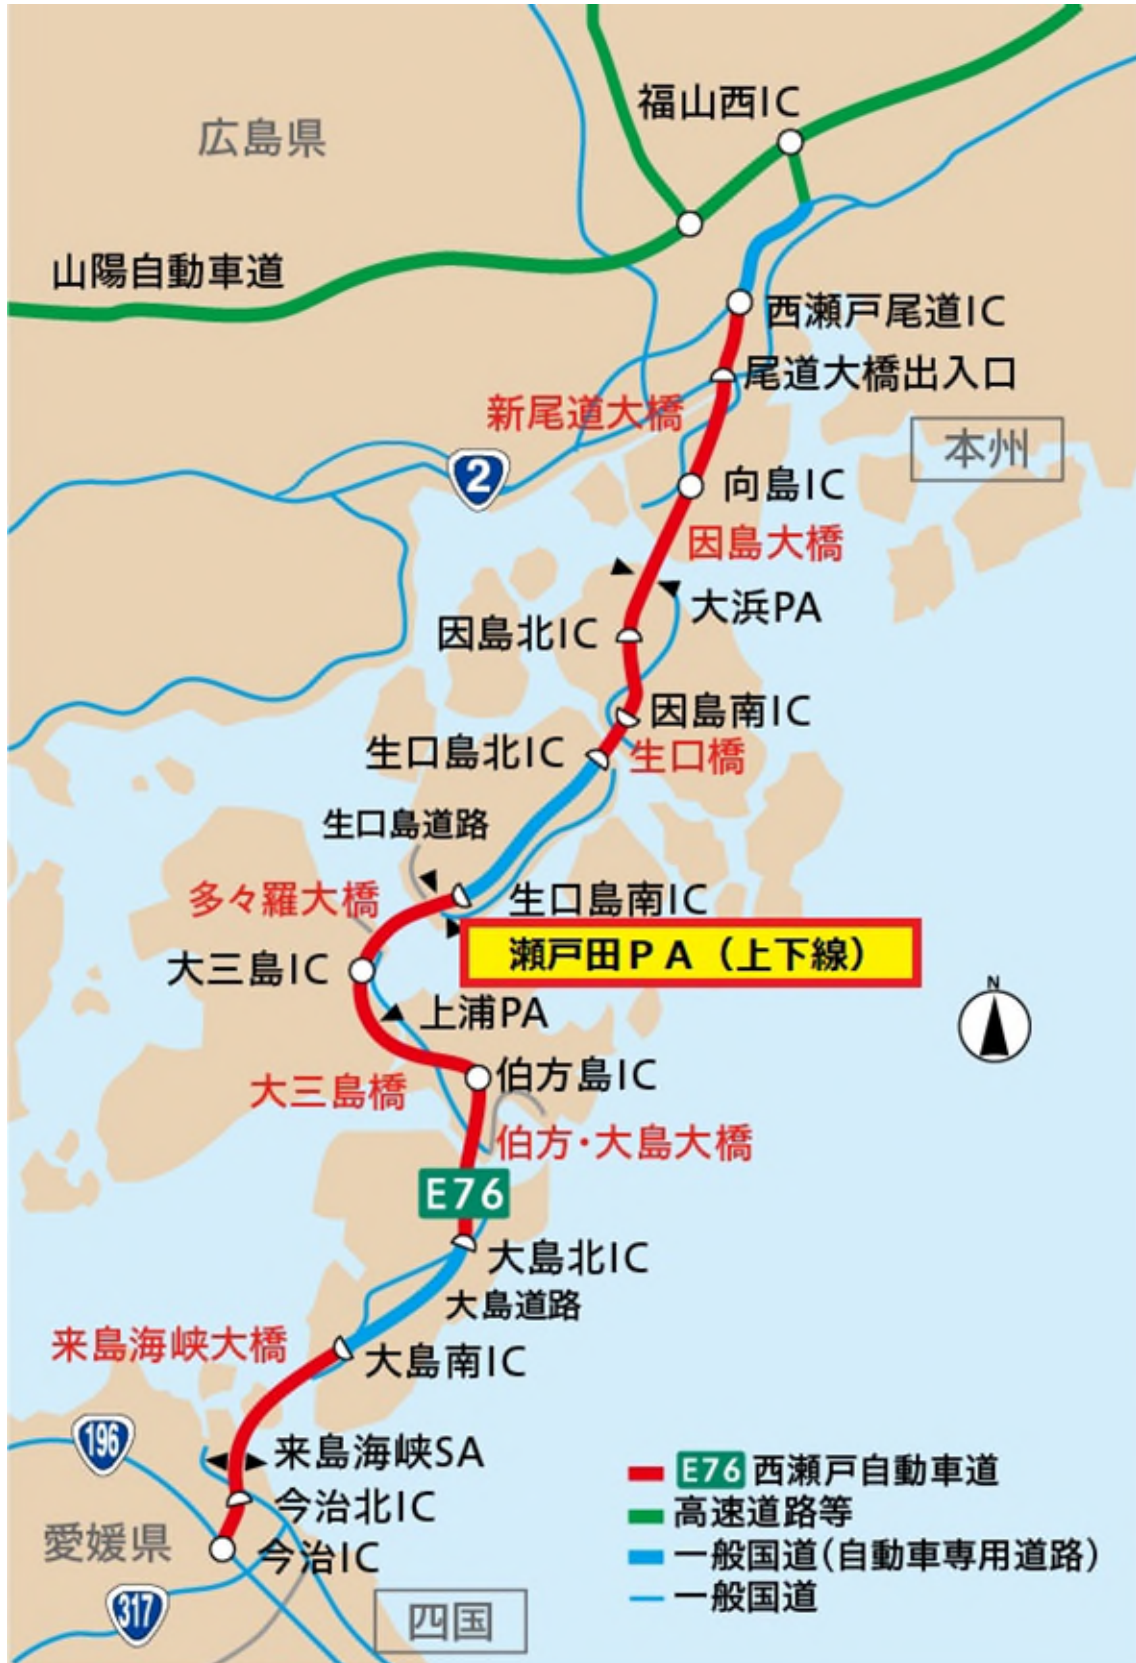 福山西IC
広島県
山陽自動車道
西瀬戸尾道IC
尾道大橋出入口
新尾道大橋
本州
2
向島IC
因島大橋
大浜PA
因島北IC
因島南IC
生口島北IC
生口橋
生口島道路
多々羅大橋
生口島南IC
瀬戸田PA（上下線）
大三島IC
N
上浦PA
伯方島IC
大三島橋
伯方・大島大橋
E76
大島北IC
大島道路
来島海峡大橋
大島南IC
196
来島海峡SA
今治北IC
愛媛県
今治IC
317
四国
E76 西瀬戸自動車道
高速道路等
一般国道(自動車専用道路)
一般国道